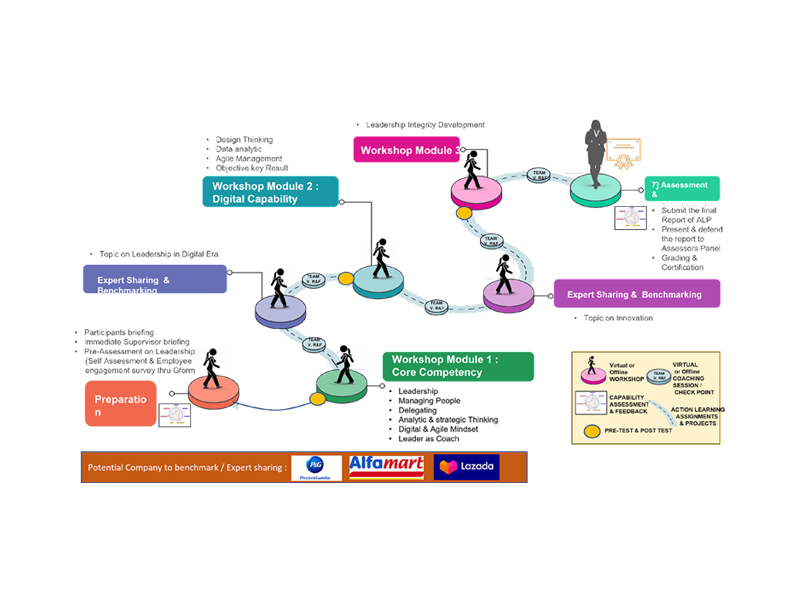 • Leadership Integrity Development
Workshop Module 3
• Design Thinking
• Data analytic
• Agile Management
• Objective key Result
Workshop Module 2 :
Digital Capability
TEAM
V. R&F
7] Assessment
&
• Submit the final
Report of ALP
• Present & defend
the report to
Assessors Panel
• Grading &
Certification
TEAM
V. R&F
• Topic on Leadership in Digital Era
Expert Sharing &
Benchmarking
TEAM
V. R&F
TEAM
V. R&F
Expert Sharing & Benchmarking
• Topic on Innovation
• Participants briefing
• Immediate Supervisor briefing
• Pre-Assessment on Leadership
(Self Assessment & Employee
engagement survey thru Gform
TEAM
V. R&F
Preparatio
n
Workshop Module 1 :
Core Competency
• Leadership
• Managing People
• Delegating
• Analytic & strategic Thinking
• Digital & Agile Mindset
• Leader as Coach
Virtual or
Offline
WORKSHOP
TEAM
V. R&F
VIRTUAL
or Offline
COACHING
SESSION /
CHECK POINT
CAPABILITY
ASSESSMENT
& FEEDBACK
ACTION LEARNING
ASSIGNMENTS
& PROJECTS
PRE-TEST & POST TEST
Potential Company to benchmark / Expert sharing :
P&G
Procter&Gamble
Alfamart
Lazada